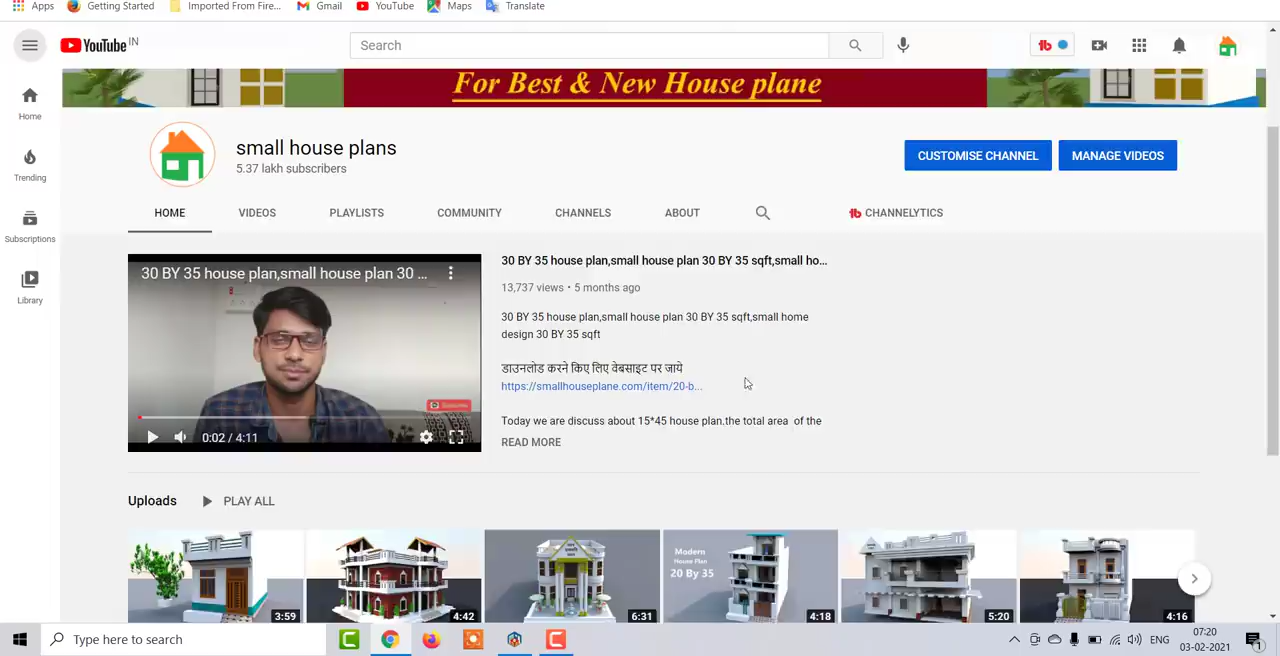 Apps Getting Started Imported From Fire... Gmail YouTube Maps Translate
YouTube IN
Search
For Best & New House plane
Home
Trending
Subscriptions
Library
small house plans
5.37 lakh subscribers
CUSTOMISE CHANNEL MANAGE VIDEOS
HOME VIDEOS PLAYLISTS COMMUNITY CHANNELS ABOUT CHANNELYTICS
30 BY 35 house plan,small house plan 30 ...
0:02 / 4:11
30 BY 35 house plan,small house plan 30 BY 35 sqft,small ho...
13,737 views • 5 months ago
30 BY 35 house plan,small house plan 30 BY 35 sqft,small home
design 30 BY 35 sqft
डाउनलोड करने किए लिए वेबसाइट पर जाये
https://smallhouseplane.com/item/20-b...
Today we are discuss about 15*45 house plan.the total area of the
READ MORE
Uploads PLAY ALL
Modern
House Plan
20 By 35
3:59 4:42 6:31 4:18 5:20 4:16
Type here to search
ENG
07:20
03-02-2021
1